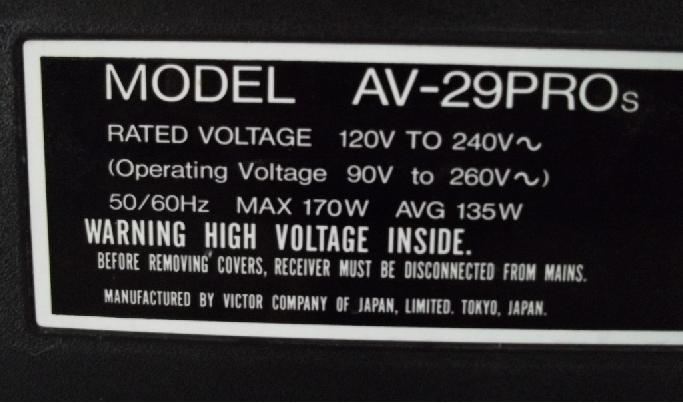 MODEL AV-29PROS
RATED VOLTAGE 120V TO 240V~
(Operating Voltage 90V to 260V~)
50/60Hz MAX 170W AVG 135W
WARNING HIGH VOLTAGE INSIDE.
BEFORE REMOVING COVERS, RECEIVER MUST BE DISCONNECTED FROM MAINS.
MANUFACTURED BY VICTOR COMPANY OF JAPAN, LIMITED. TOKYO, JAPAN.